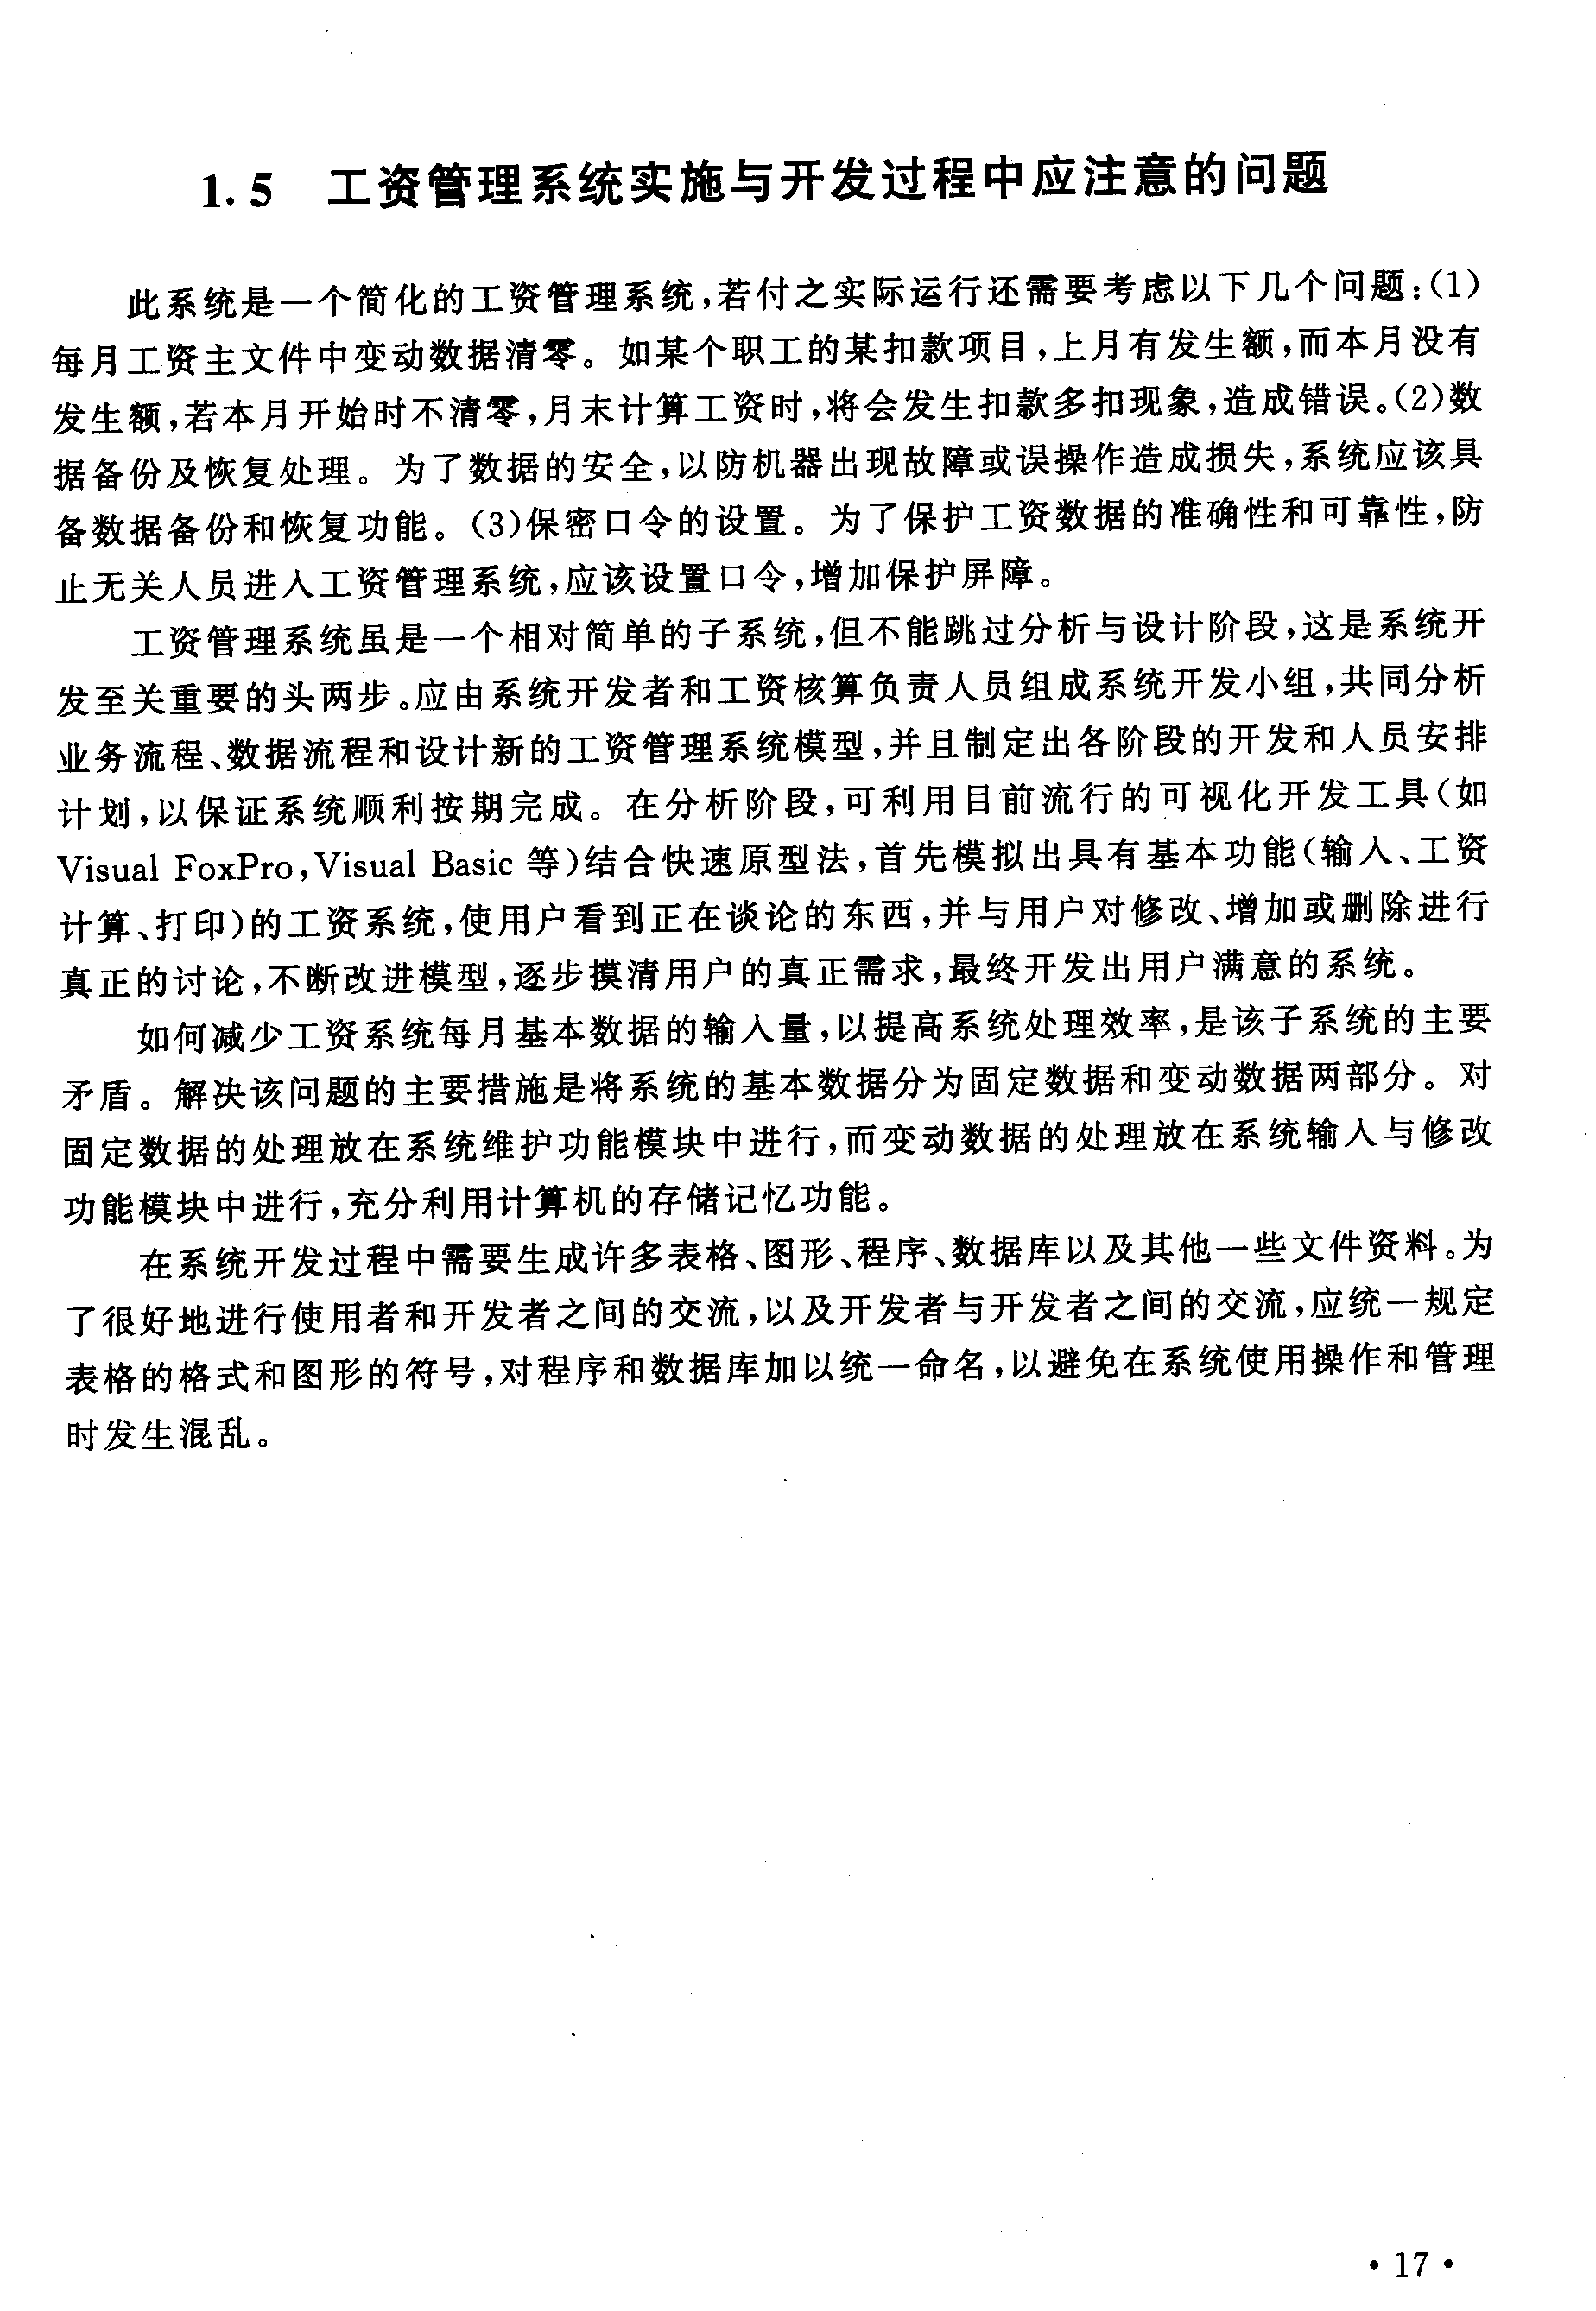 1.5 工资管理系统实施与开发过程中应注意的问题
此系统是一个简化的工资管理系统,若付之实际运行还需要考虑以下几个问题:(1)
每月工资主文件中变动数据清零。如某个职工的某扣款项目,上月有发生额,而本月没有
发生额,若本月开始时不清零,月末计算工资时,将会发生扣款多扣现象,造成错误。(2)数
据备份及恢复处理。为了数据的安全,以防机器出现故障或误操作造成损失,系统应该具
备数据备份和恢复功能。(3)保密口令的设置。为了保护工资数据的准确性和可靠性,防
止无关人员进入工资管理系统,应该设置口令,增加保护屏障。
工资管理系统虽是一个相对简单的子系统,但不能跳过分析与设计阶段,这是系统开
发至关重要的头两步。应由系统开发者和工资核算负责人员组成系统开发小组,共同分析
业务流程、数据流程和设计新的工资管理系统模型,并且制定出各阶段的开发和人员安排
计划,以保证系统顺利按期完成。在分析阶段,可利用目前流行的可视化开发工具(如
Visual FoxPro,Visual Basic 等)结合快速原型法,首先模拟出具有基本功能(输入、工资
计算、打印)的工资系统,使用户看到正在谈论的东西,并与用户对修改、增加或删除进行
真正的讨论,不断改进模型,逐步摸清用户的真正需求,最终开发出用户满意的系统。
如何减少工资系统每月基本数据的输入量,以提高系统处理效率,是该子系统的主要
矛盾。解决该问题的主要措施是将系统的基本数据分为固定数据和变动数据两部分。对
固定数据的处理放在系统维护功能模块中进行,而变动数据的处理放在系统输入与修改
功能模块中进行,充分利用计算机的存储记忆功能。
在系统开发过程中需要生成许多表格、图形、程序、数据库以及其他一些文件资料。为
了很好地进行使用者和开发者之间的交流,以及开发者与开发者之间的交流,应统一规定
表格的格式和图形的符号,对程序和数据库加以统一命名,以避免在系统使用操作和管理
时发生混乱。
• 17 •